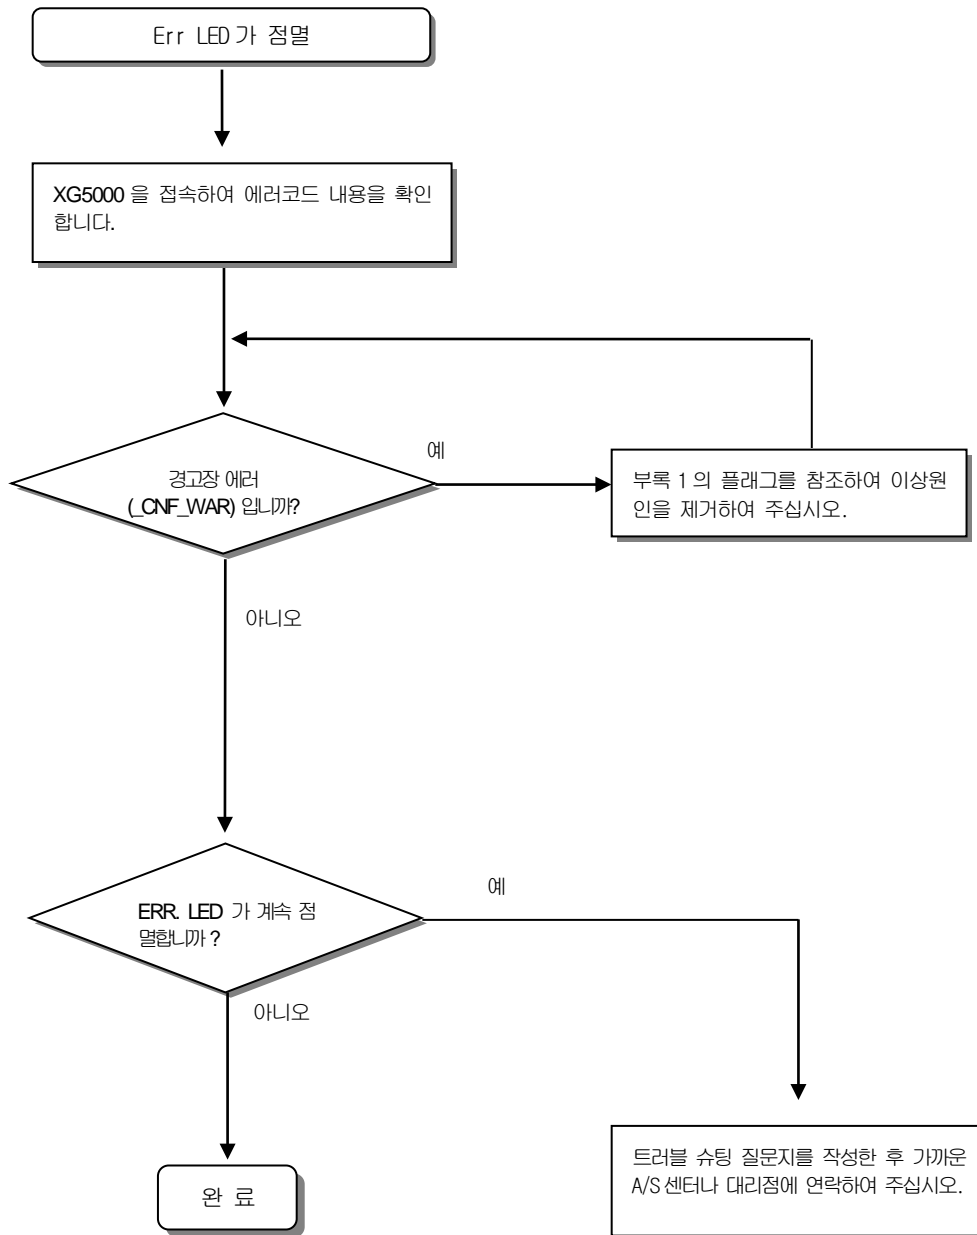 Err LED가 점멸
XG5000 을 접속하여 에러코드 내용을 확인
합니다.
예
경고장 에러
(_CNF_WAR) 입니까?
부록 1 의 플래그를 참조하여 이상원
인을 제거하여 주십시오.
아니오
예
ERR. LED 가 계속 점
멸합니까 ?
아니오
트러블 슈팅 질문지를 작성한 후 가까운
A/S 센터나 대리점에 연락하여 주십시오.
완 료